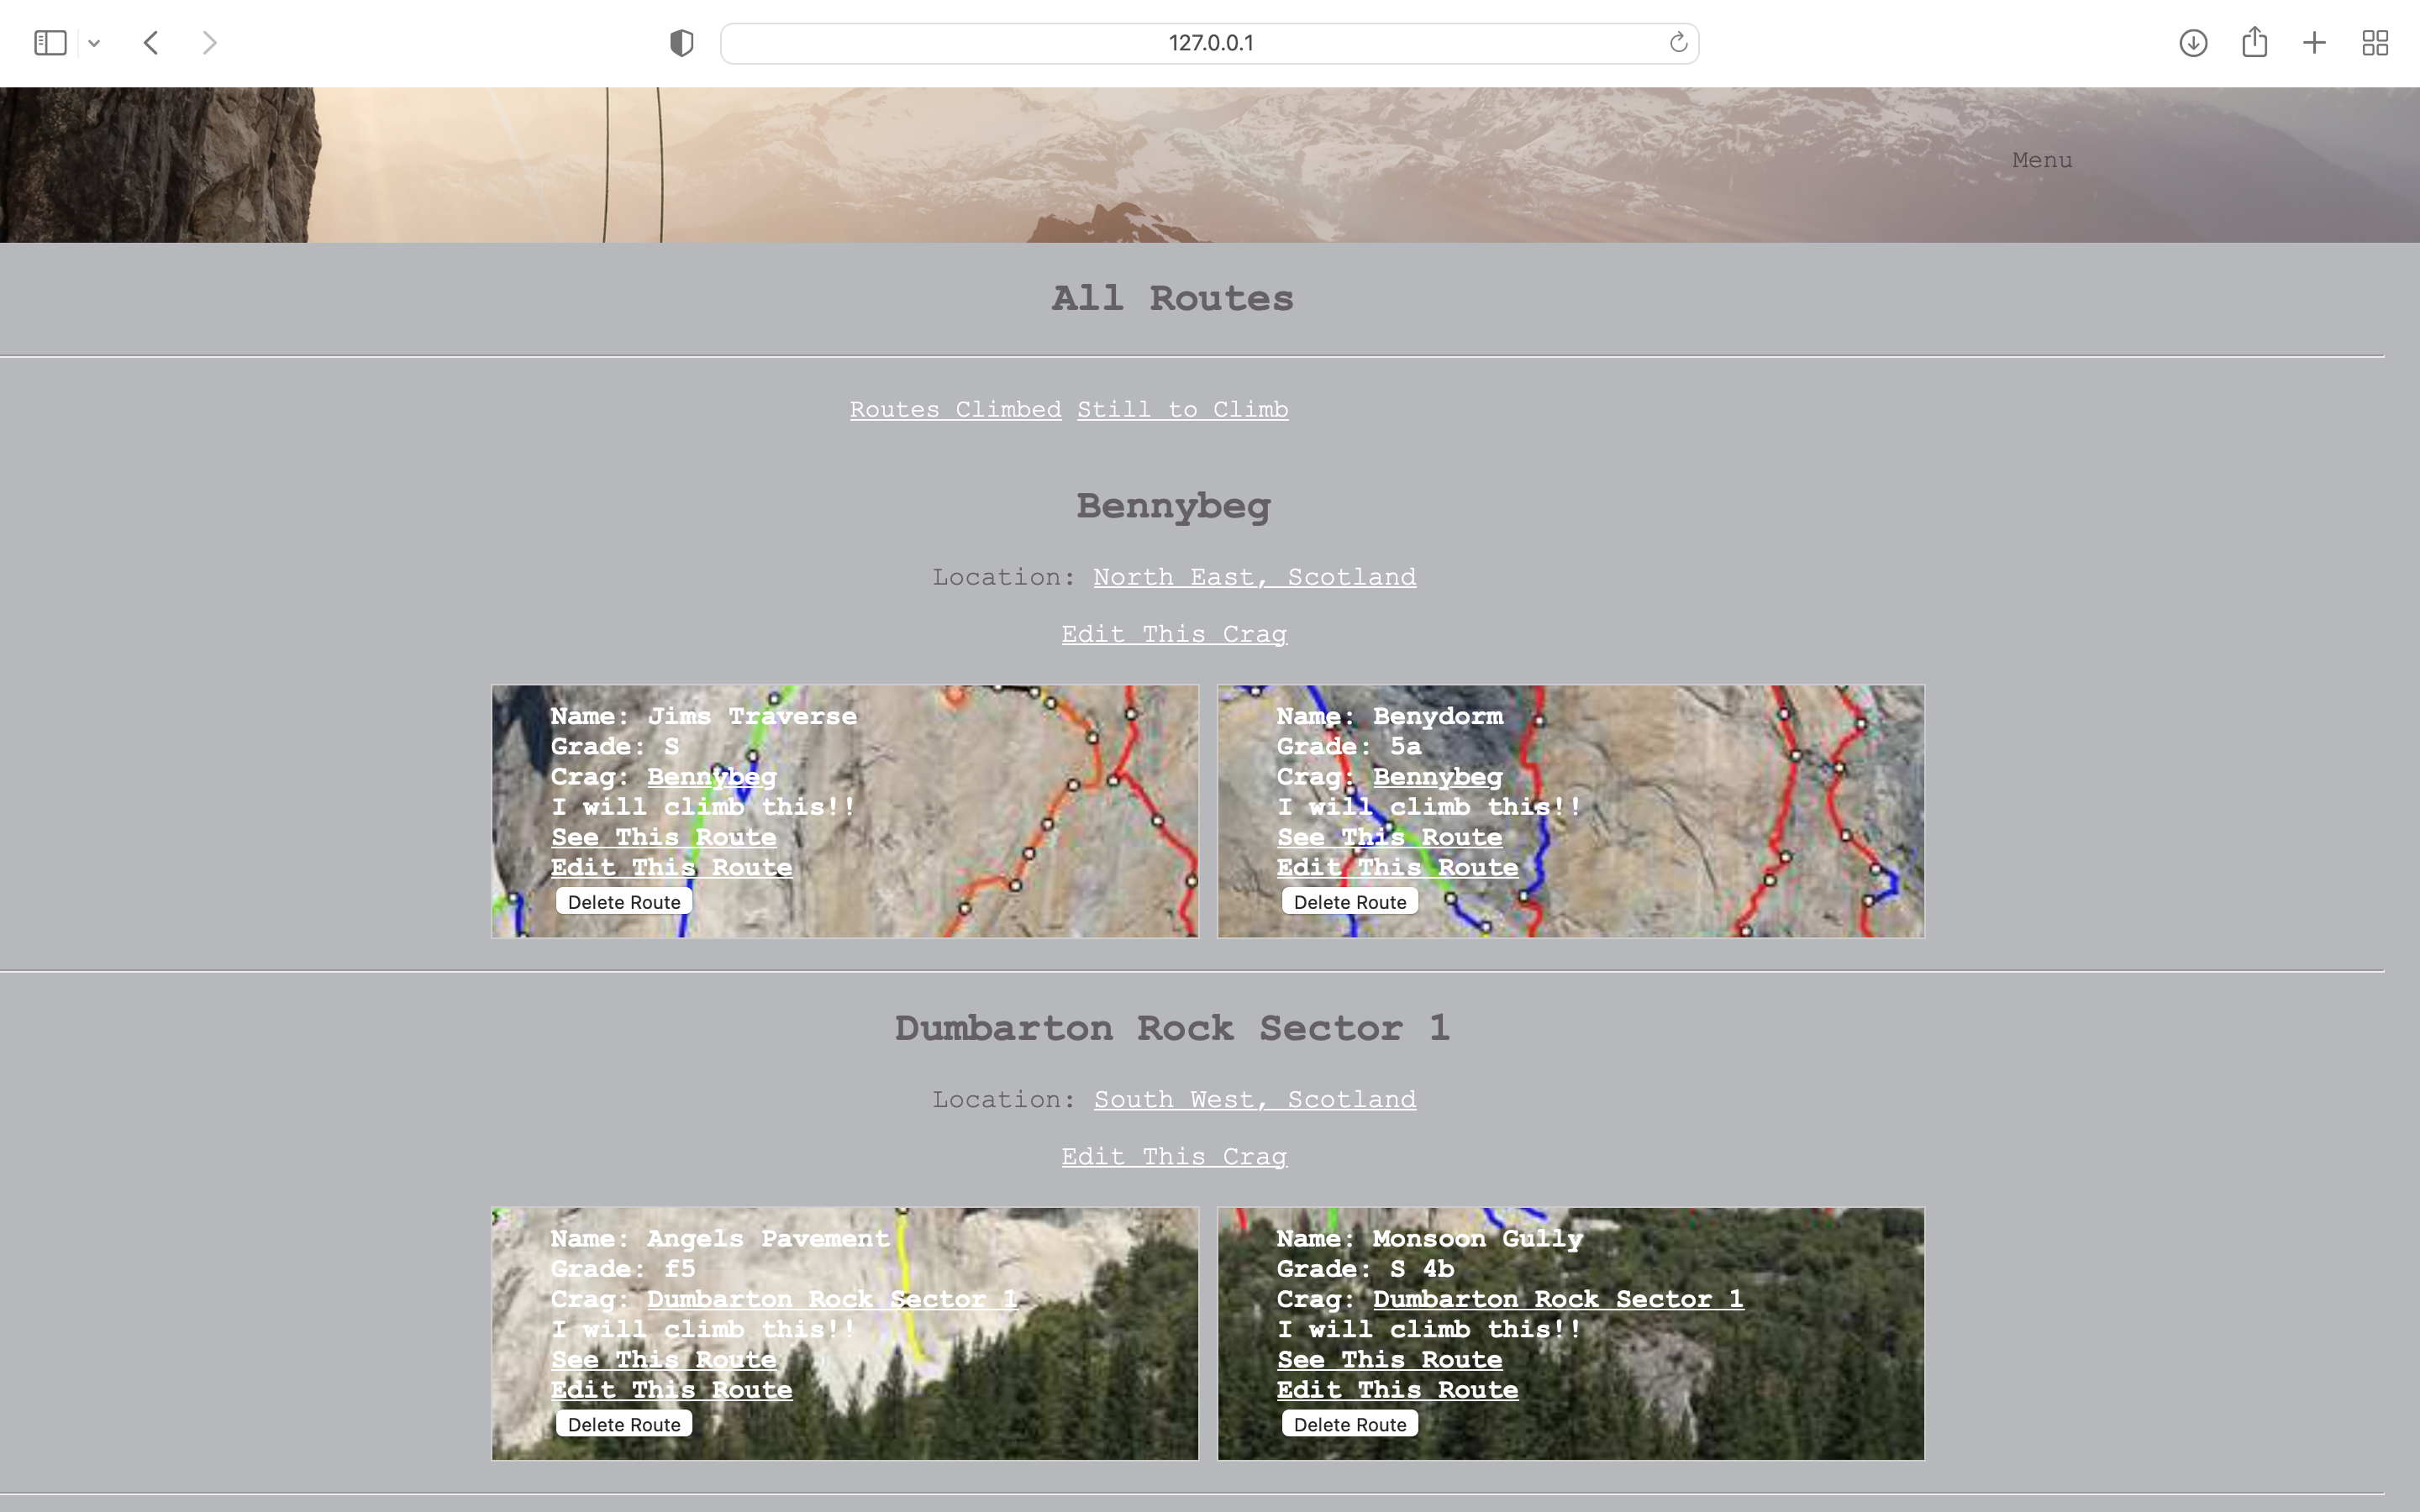 127.0.0.1
Menu
All Routes
Routes Climbed Still to Climb
Bennybeg
Location: North East, Scotland
Edit This Crag
Name: Jims Traverse
Grade: S
Crag: Bennybeg
I will climb this!!
See This Route
Edit This Route
Delete Route
Name: Benydorm
Grade: 5a
Crag: Bennybeg
I will climb this!!
See This Route
Edit This Route
Delete Route
Dumbarton Rock Sector 1
Location: South West, Scotland
Edit This Crag
Name: Angels Pavement
Grade: f5
Crag: Dumbarton Rock Sector 1
I will climb this!!
See This Route
Edit This Route
Delete Route
Name: Monsoon Gully
Grade: S 4b
Crag: Dumbarton Rock Sector 1
I will climb this!!
See This Route
Edit This Route
Delete Route